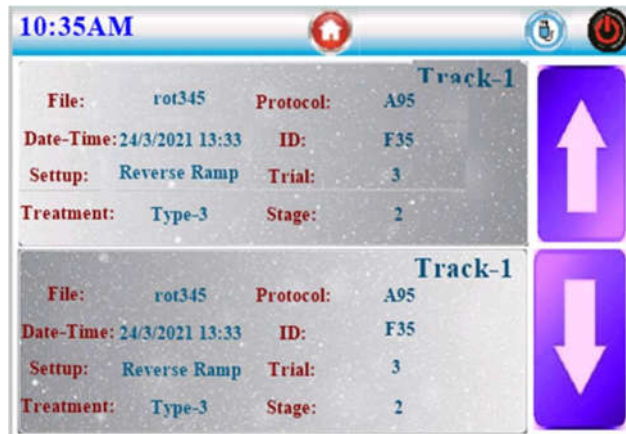 10:35AM
Track-1
File: rot345 Protocol: A95
Date-Time: 24/3/2021 13:33 ID: F35
Settup: Reverse Ramp Trial: 3
Treatment: Type-3 Stage: 2
Track-1
File: rot345 Protocol: A95
Date-Time: 24/3/2021 13:33 ID: F35
Settup: Reverse Ramp Trial: 3
Treatment: Type-3 Stage: 2